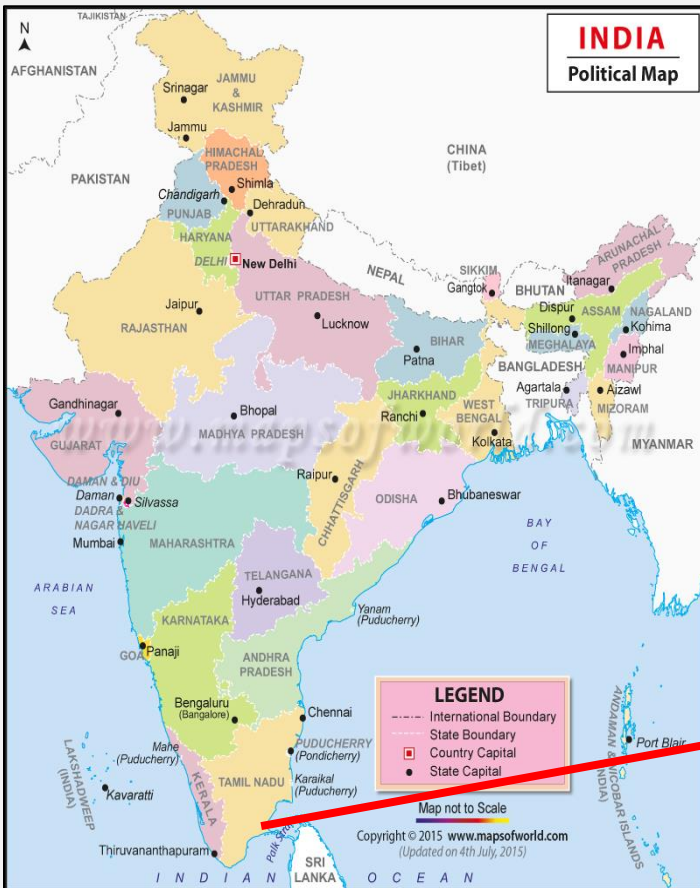 TAJIKISTAN
N
INDIA
Political Map
AFGHANISTAN
JAMMU
&
KASHMIR
Srinagar
Jammu
CHINA
(Tibet)
HIMACHAL
PRADESH
PAKISTAN
Shimla
Chandigarh
PUNJAB
Dehradun
UTTARAKHAND
HARYANA
DELHI
New Delhi
ARUNACHAL
PRADESH
NEPAL
SIKKIM
Gangtok
BHUTAN
Itanagar
UTTAR PRADESH
Dispur
ASSAM
NAGALAND
Jaipur
Lucknow
RAJASTHAN
Shillong
Kohima
MEGHALAYA
BIHAR
Patna
Imphal
MANIPUR
BANGLADESH
JHARKHAND
Agartala
TRIPURA
Aizawl
MIZORAM
Gandhinagar
Bhopal
Ranchi
WEST
BENGAL
MADHYA PRADESH
Kolkata
MYANMAR
GUJARAT
www.mapsofworld.com
Raipur
CHHATTISGARH
DAMAN & DIU
Daman
Silvassa
DADRA &
NAGAR HAVELI
ODISHA
Bhubaneswar
Mumbai
MAHARASHTRA
BAY
OF
BENGAL
ARABIAN
SEA
TELANGANA
Hyderabad
Yanam
(Puducherry)
KARNATAKA
GOA
Panaji
ANDHRA
PRADESH
LEGEND
International Boundary
State Boundary
Country Capital
State Capital
Bengaluru
(Bangalore)
Chennai
Mahe
(Puducherry)
PUDUCHERRY
(Pondicherry)
Port Blair
ANDAMAN & NICOBAR ISLANDS
(INDIA)
LAKSHADWEEP
(INDIA)
Kavaratti
KERALA
TAMIL NADU
Karaikal
(Puducherry)
Map not to Scale
Copyright © 2015 www.mapsofworld.com
(Updated on 4th July, 2015)
Palk
Thiruvananthapuram
SRI
LANKA
INDIAN OCEAN